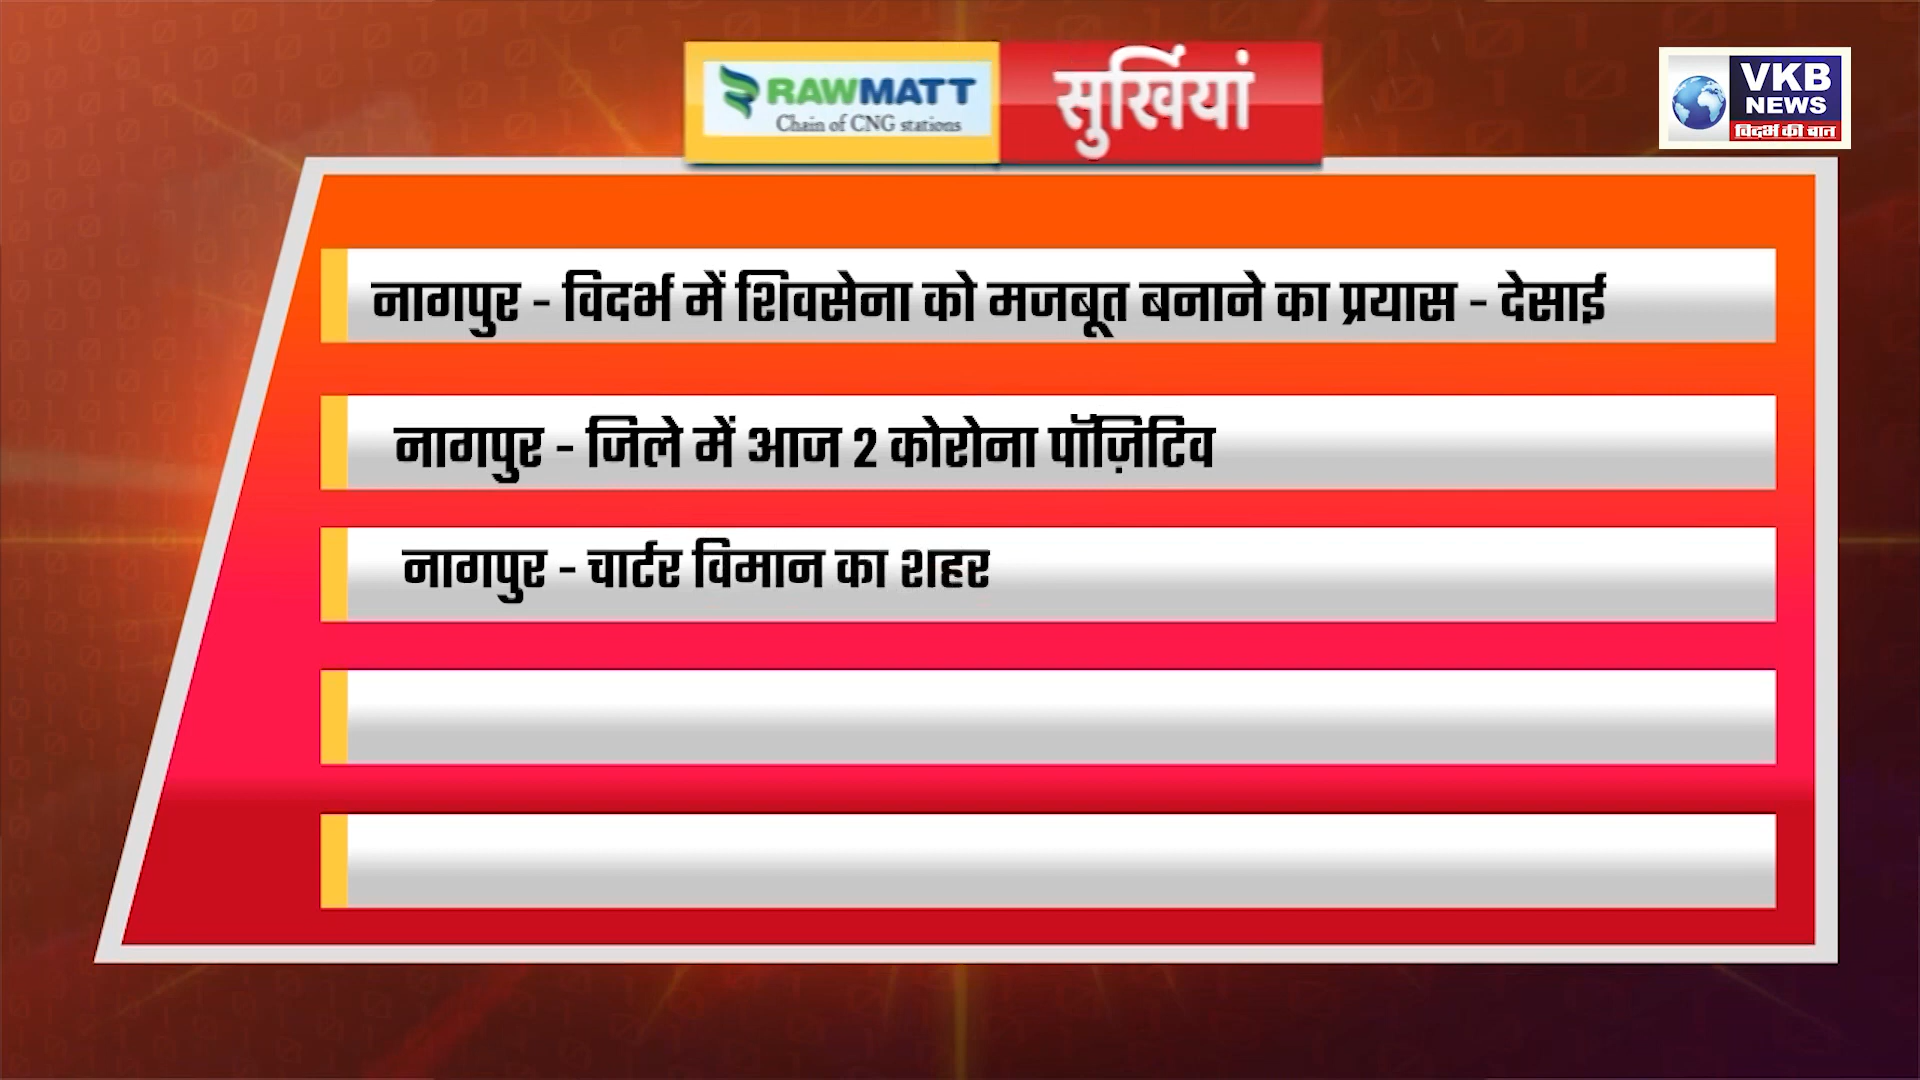 RAWMATT
Chain of CNG stations
सुर्खियां
VKB
NEWS
विदर्भ की बात
नागपुर - विदर्भ में शिवसेना को मजबूत बनाने का प्रयास - देसाई
नागपुर - जिले में आज 2 कोरोना पॉज़िटिव
नागपुर - चार्टर विमान का शहर